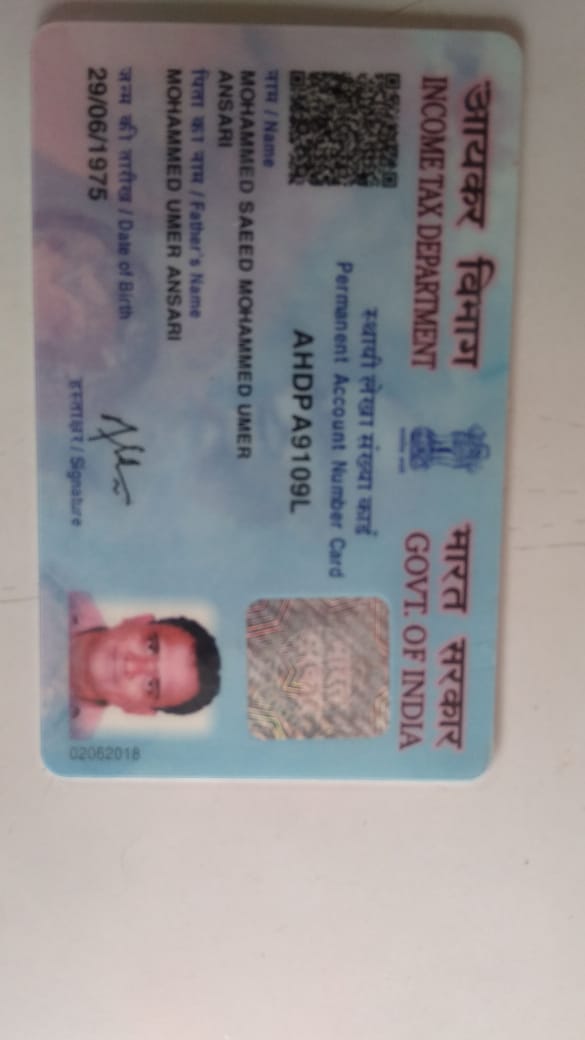 आयकर विभाग
INCOME TAX DEPARTMENT
भारत सरकार
GOVT. OF INDIA
स्थायी लेखा संख्या कार्ड
Permanent Account Number Card
AHDPA9109L
नाम / Name
MOHAMMED SAEED MOHAMMED UMER
ANSARI
पिता का नाम / Father's Name
MOHAMMED UMER ANSARI
जन्म की तारीख / Date of Birth
29/06/1975
हस्ताक्षर / Signature
02062018